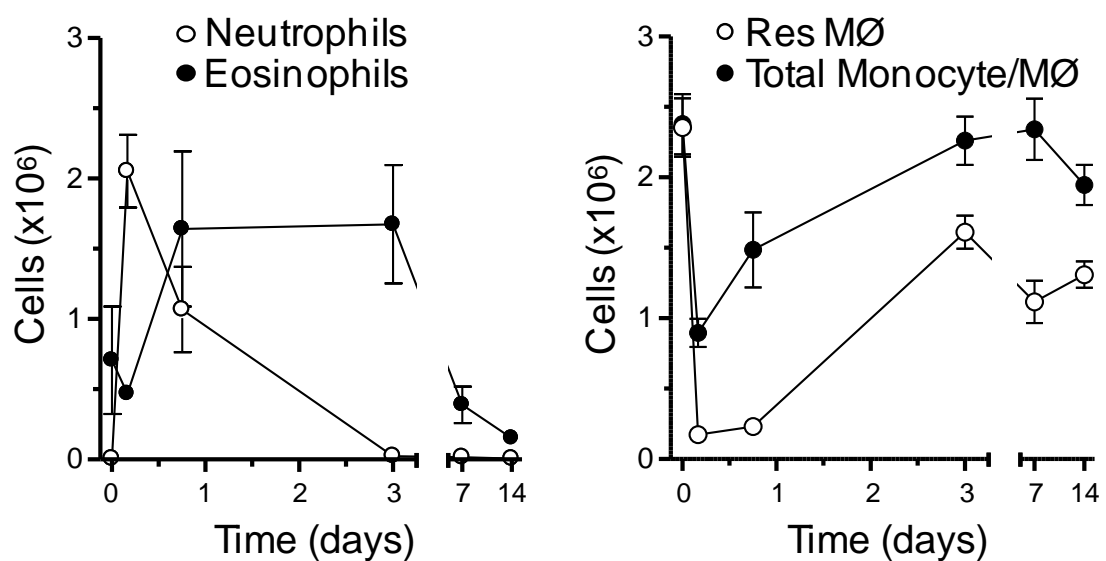 Neutrophils
Eosinophils
3
2
1
0
Cells (x10⁶)
0 1 2 3 7 14
Time (days)
Res MØ
Total Monocyte/MØ
3
2
1
0
Cells (x10⁶)
0 1 2 3 7 14
Time (days)